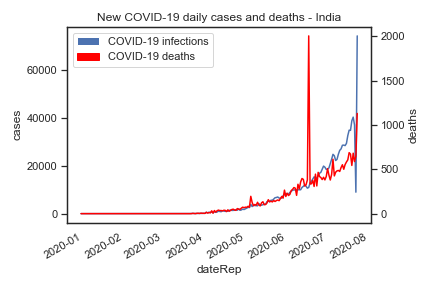 New COVID-19 daily cases and deaths - India
COVID-19 infections
COVID-19 deaths
cases
60000
40000
20000
0
deaths
2000
1500
1000
500
0
2020-01
2020-02
2020-03
2020-04
2020-05
2020-06
2020-07
2020-08
dateRep